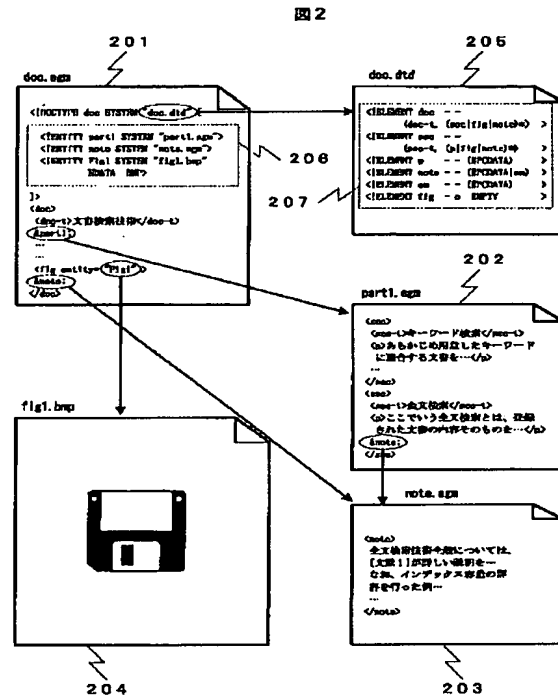 図2
201
doc.sgm
<!DOCTYPE doc SYSTEM "doc.dtd" [
<!ENTITY part1 SYSTEM "part1.sgm">
<!ENTITY note SYSTEM "note.sgm">
<!ENTITY Fig1 SYSTEM "fig1.bmp"
NDATA BMP>
]>
<doc>
<doc-t>文書検索技術</doc-t>
&part1;
…
…
<fig entity="Fig1">
&note;
</doc>
206
205
doc.dtd
<!ELEMENT doc - -
(doc-t, (sec|fig|note)*) >
<!ELEMENT sec - -
(sec-t, (p|fig|note)*) >
<!ELEMENT p - - (#PCDATA) >
<!ELEMENT note - - (#PCDATA|em) >
<!ELEMENT em - - (#PCDATA) >
<!ELEMENT fig - o EMPTY >
207
202
part1.sgm
<sec>
<sec-t>キーワード検索</sec-t>
<p>あらかじめ用意したキーワード
に適合する文書を…</p>
…
</sec>
<sec>
<sec-t>全文検索</sec-t>
<p>ここでいう全文検索とは、登録
された文書の内容そのものを…</p>
&note;
</sec>
fig1.bmp
204
note.sgm
<note>
全文検索技術全般については、
[文献1]が詳しい説明を…
なお、インデックス容量の評
価を行った例…
…
</note>
203